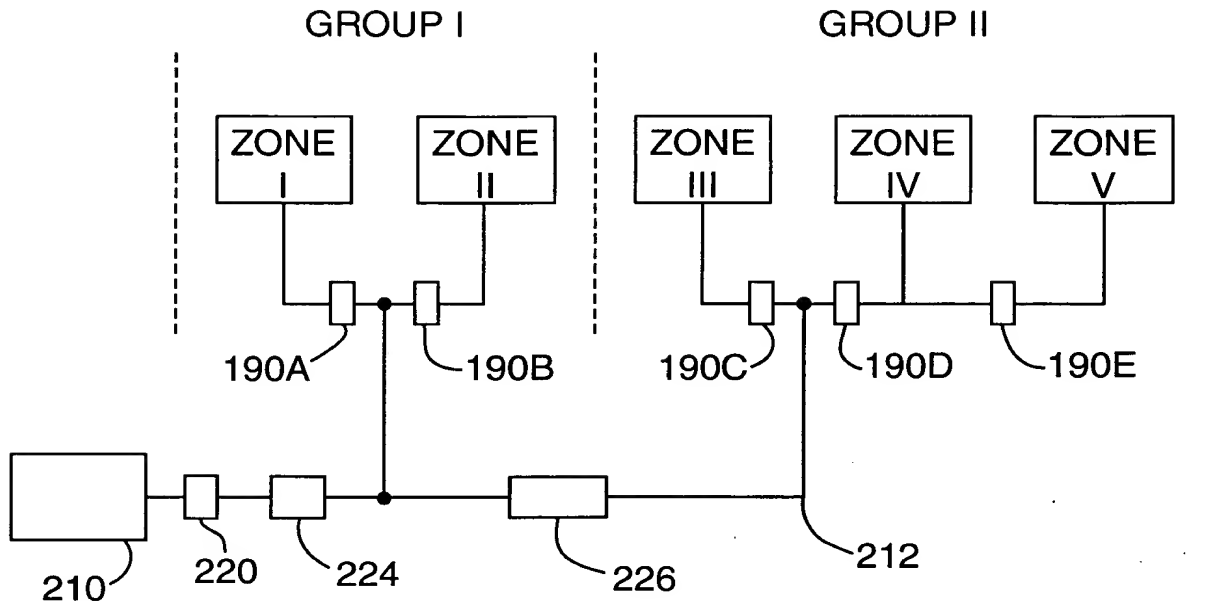 GROUP I
GROUP II
ZONE
I
ZONE
II
ZONE
III
ZONE
IV
ZONE
V
190A
190B
190C
190D
190E
210
220
224
226
212